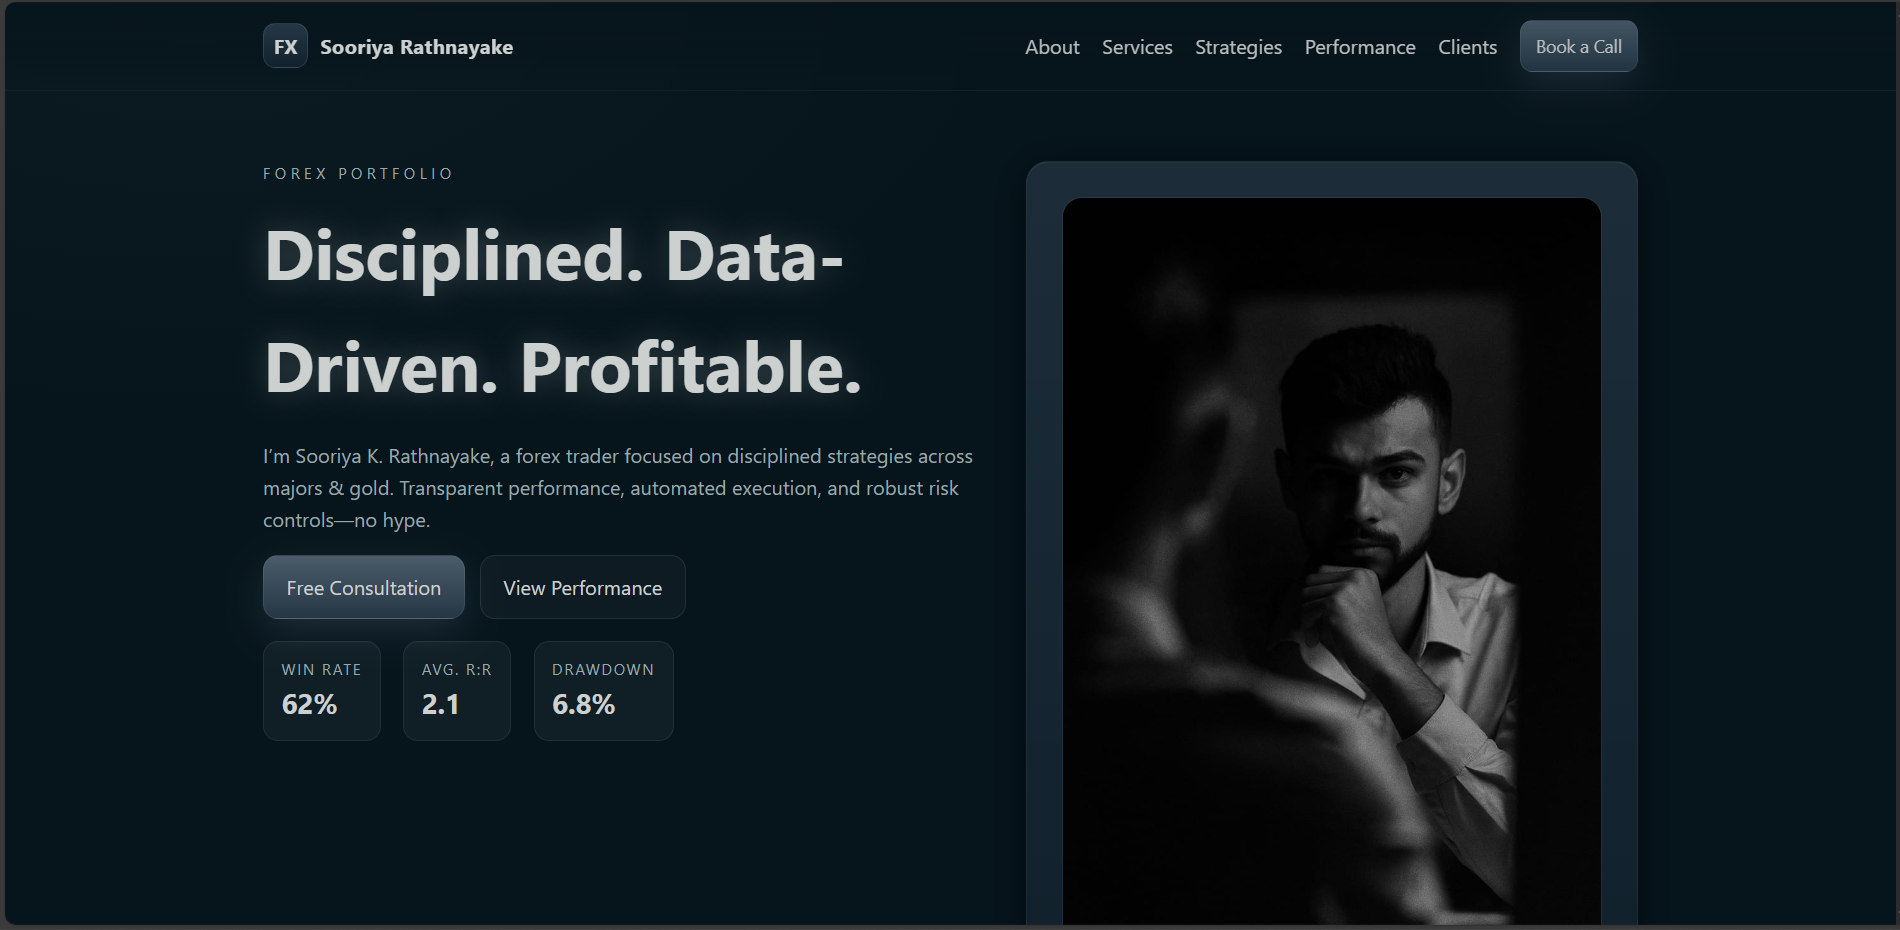 FX Sooriya Rathnayake
About Services Strategies Performance Clients Book a Call
FOREX PORTFOLIO
Disciplined. Data-
Driven. Profitable.
I’m Sooriya K. Rathnayake, a forex trader focused on disciplined strategies across
majors & gold. Transparent performance, automated execution, and robust risk
controls—no hype.
Free Consultation View Performance
WIN RATE
62%
AVG. R:R
2.1
DRAWDOWN
6.8%